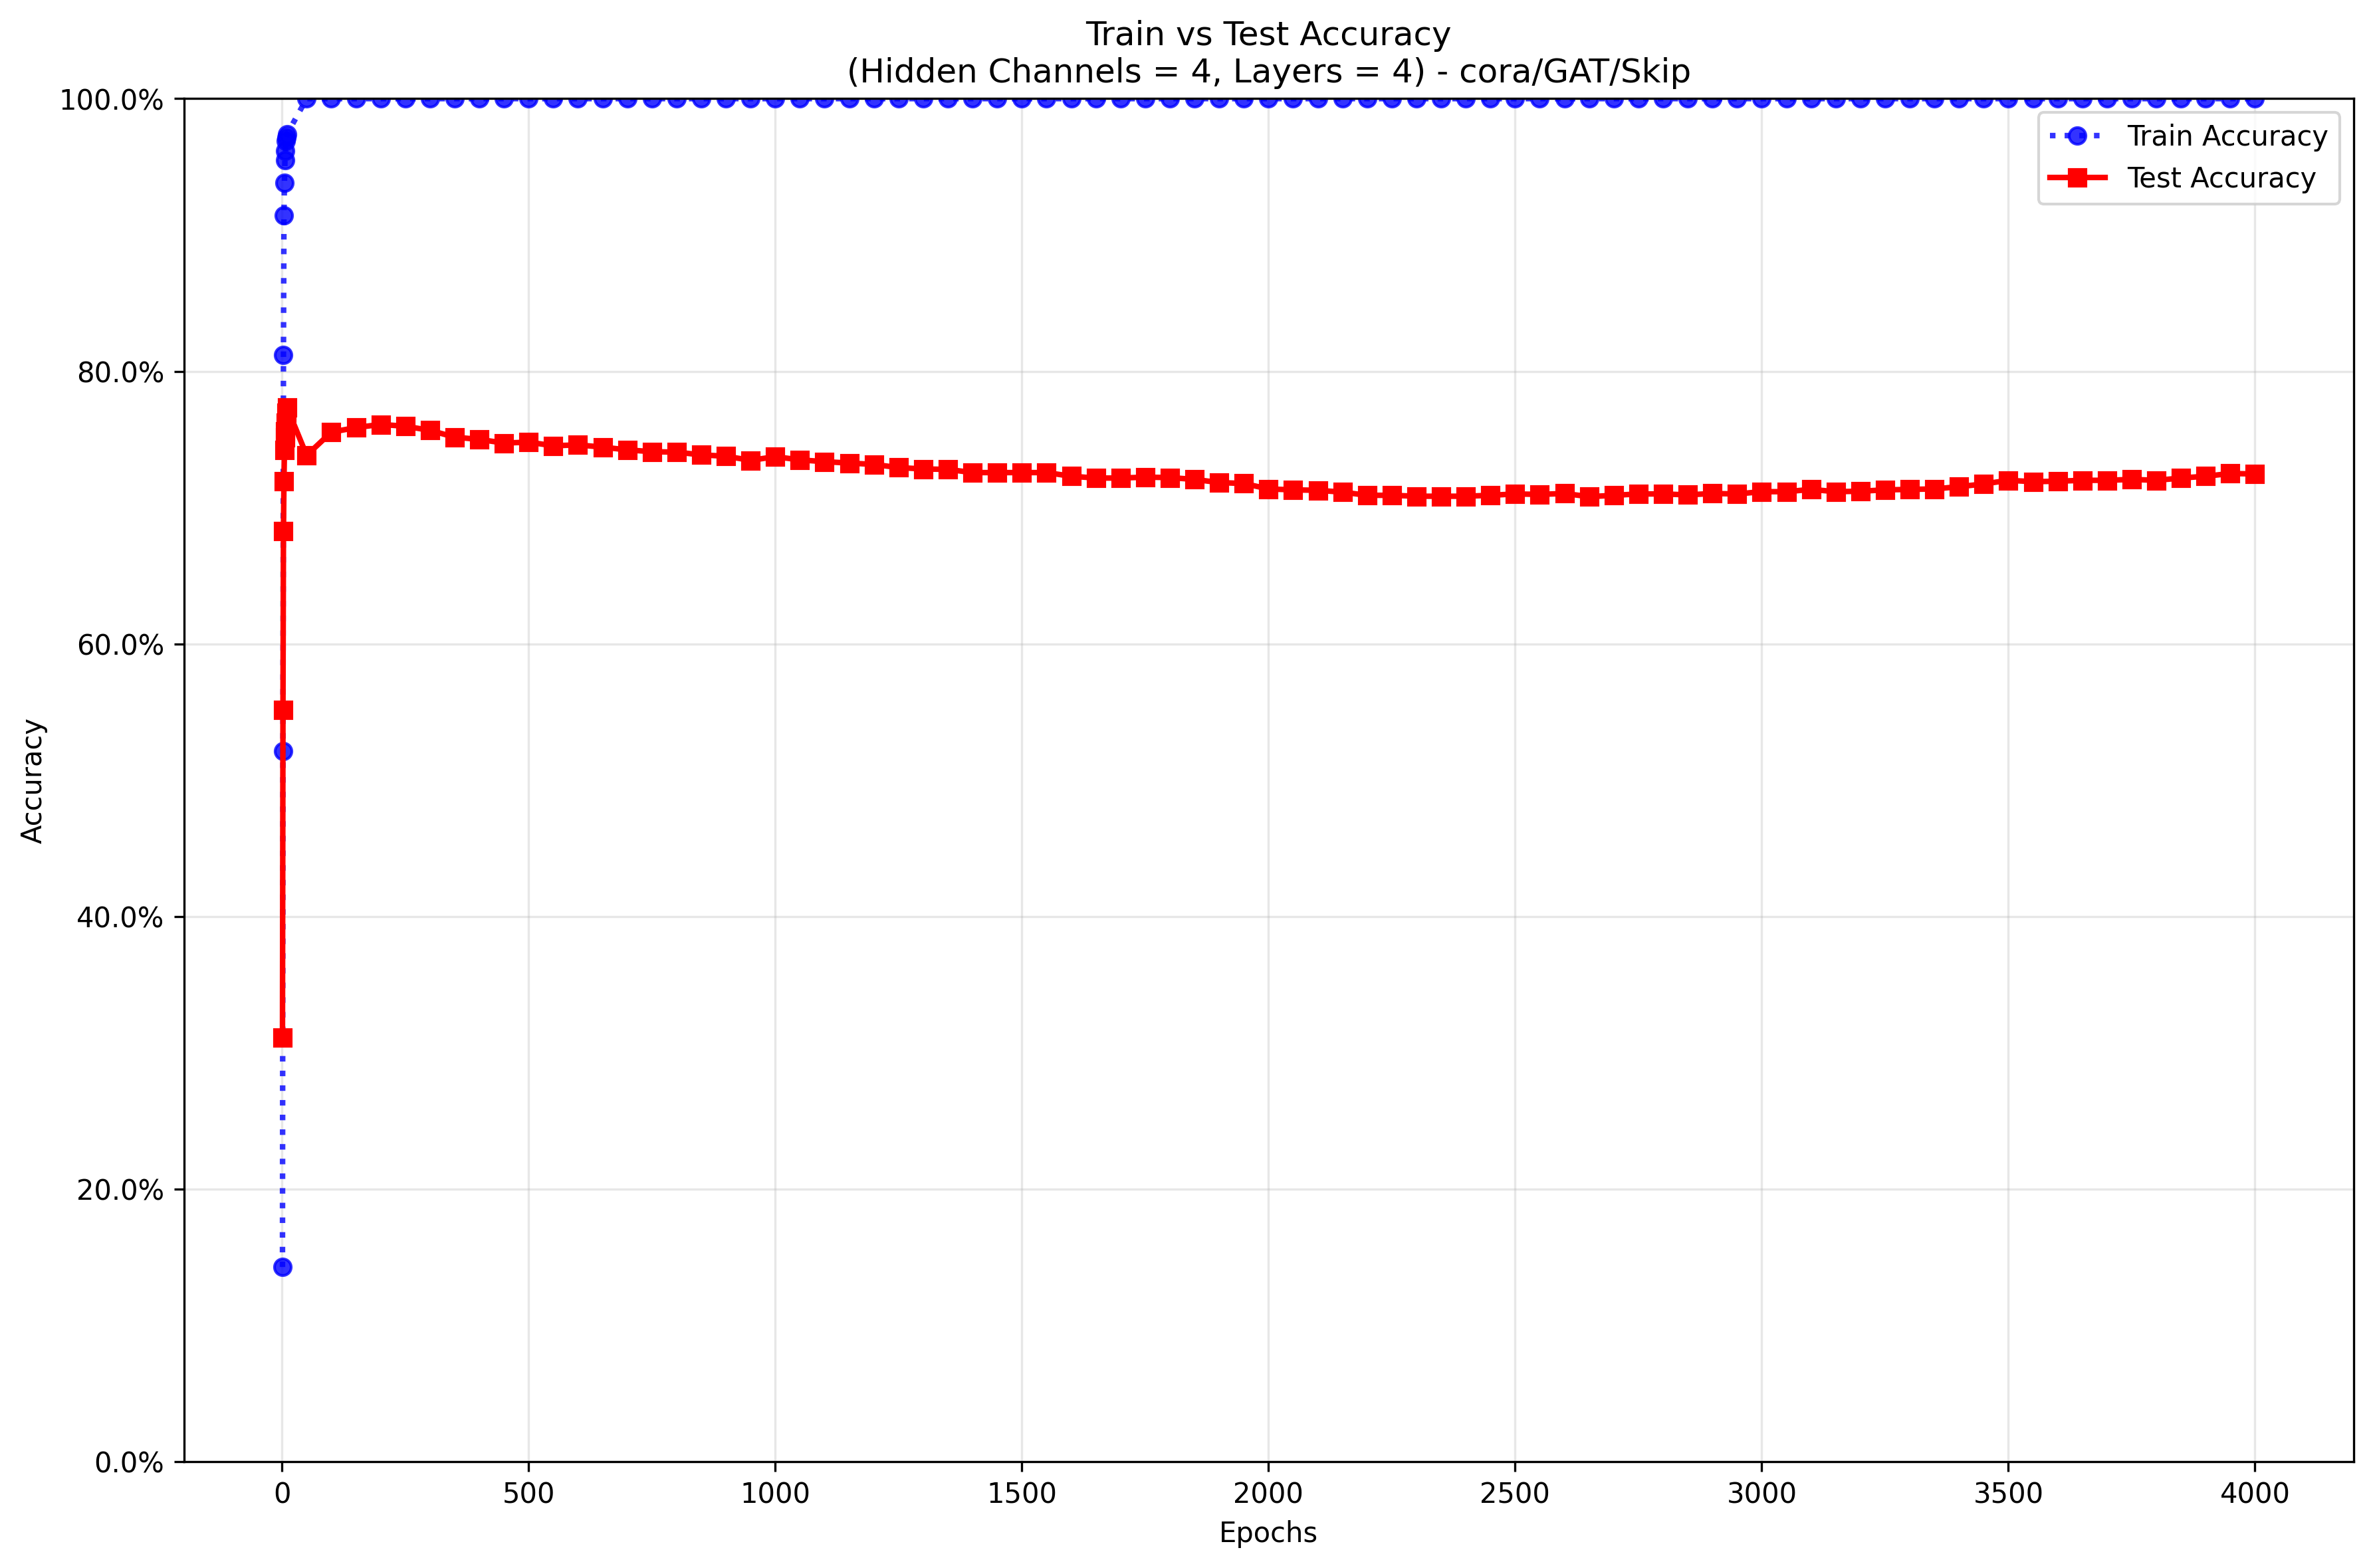 Train vs Test Accuracy
(Hidden Channels = 4, Layers = 4) - cora/GAT/Skip
100.0%
80.0%
60.0%
40.0%
20.0%
0.0%
Accuracy
Train Accuracy
Test Accuracy
0 500 1000 1500 2000 2500 3000 3500 4000
Epochs